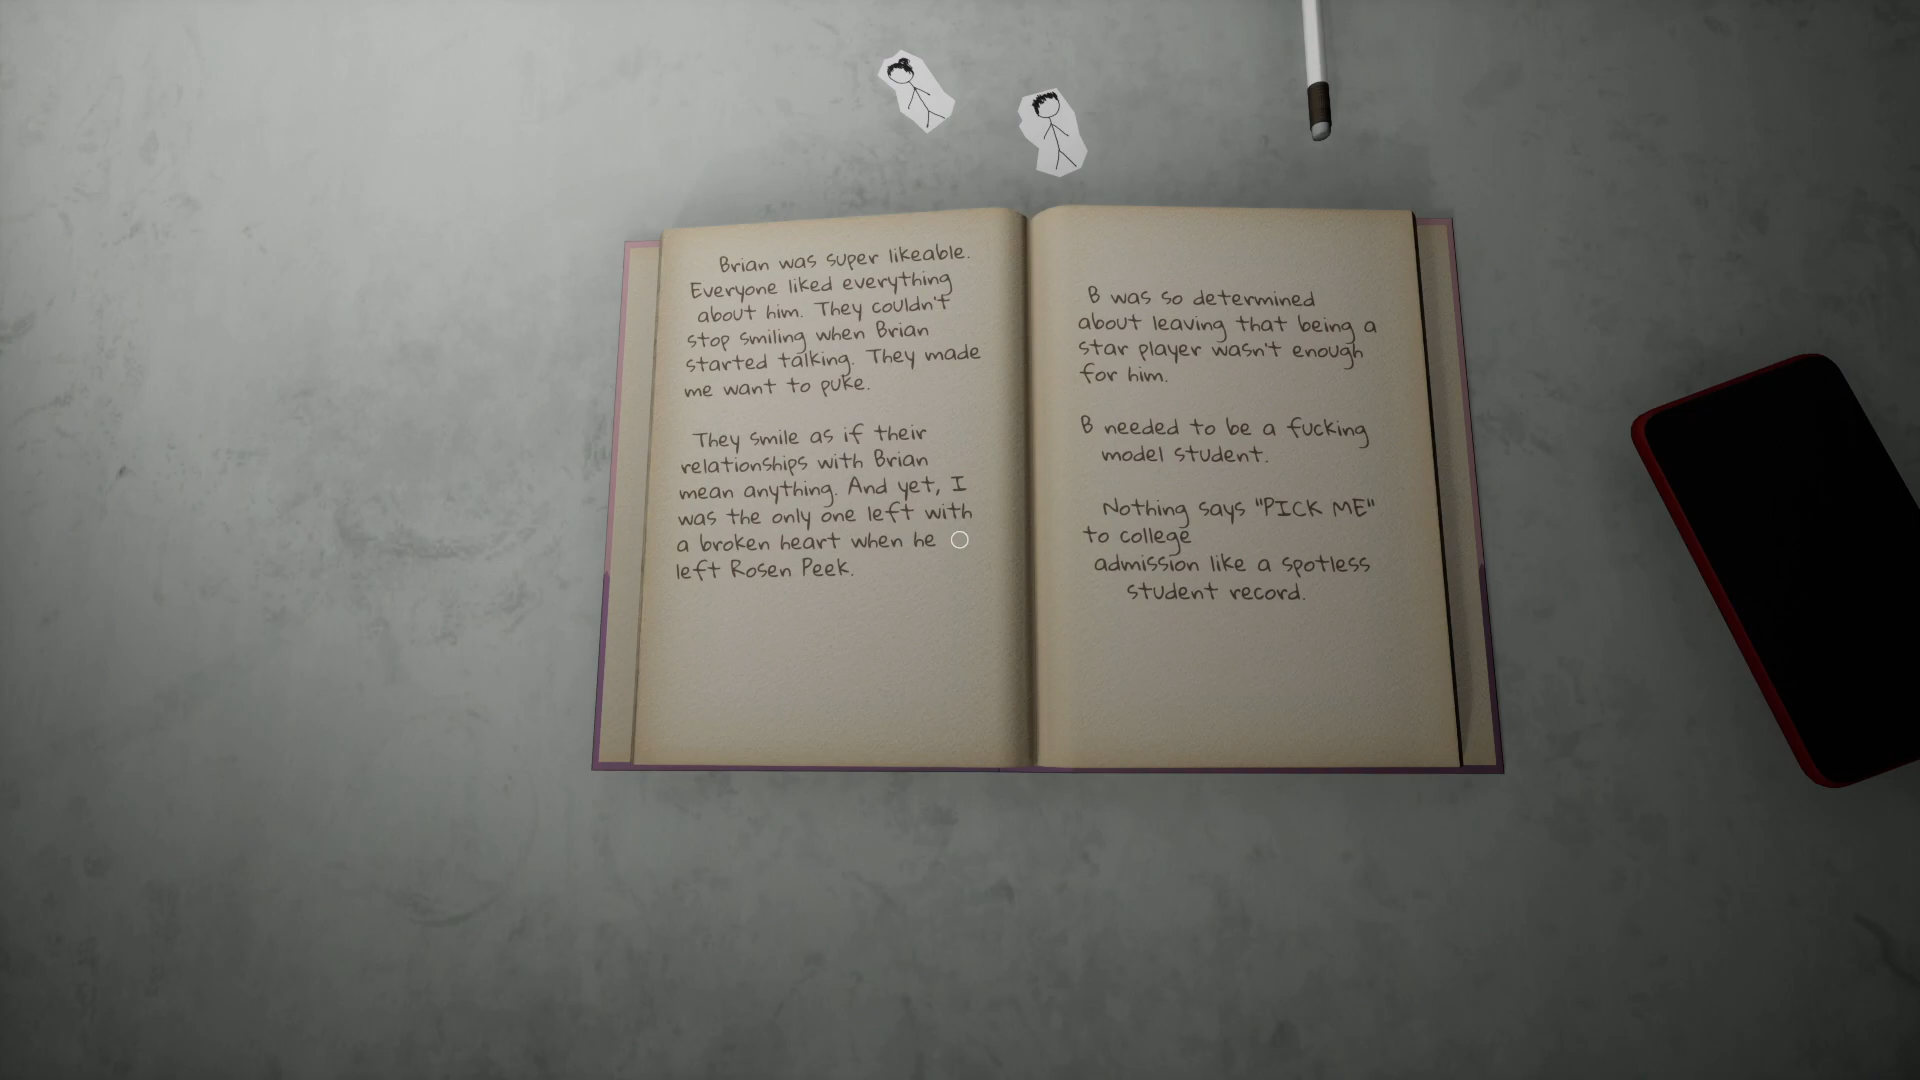 Brian was super likeable.
Everyone liked everything
about him. They couldn't
stop smiling when Brian
started talking. They made
me want to puke.
They smile as if their
relationships with Brian
mean anything. And yet, I
was the only one left with
a broken heart when he
left Rosen Peek.
B was so determined
about leaving that being a
star player wasn't enough
for him.
B needed to be a fucking
model student.
Nothing says "PICK ME"
to college
admission like a spotless
student record.